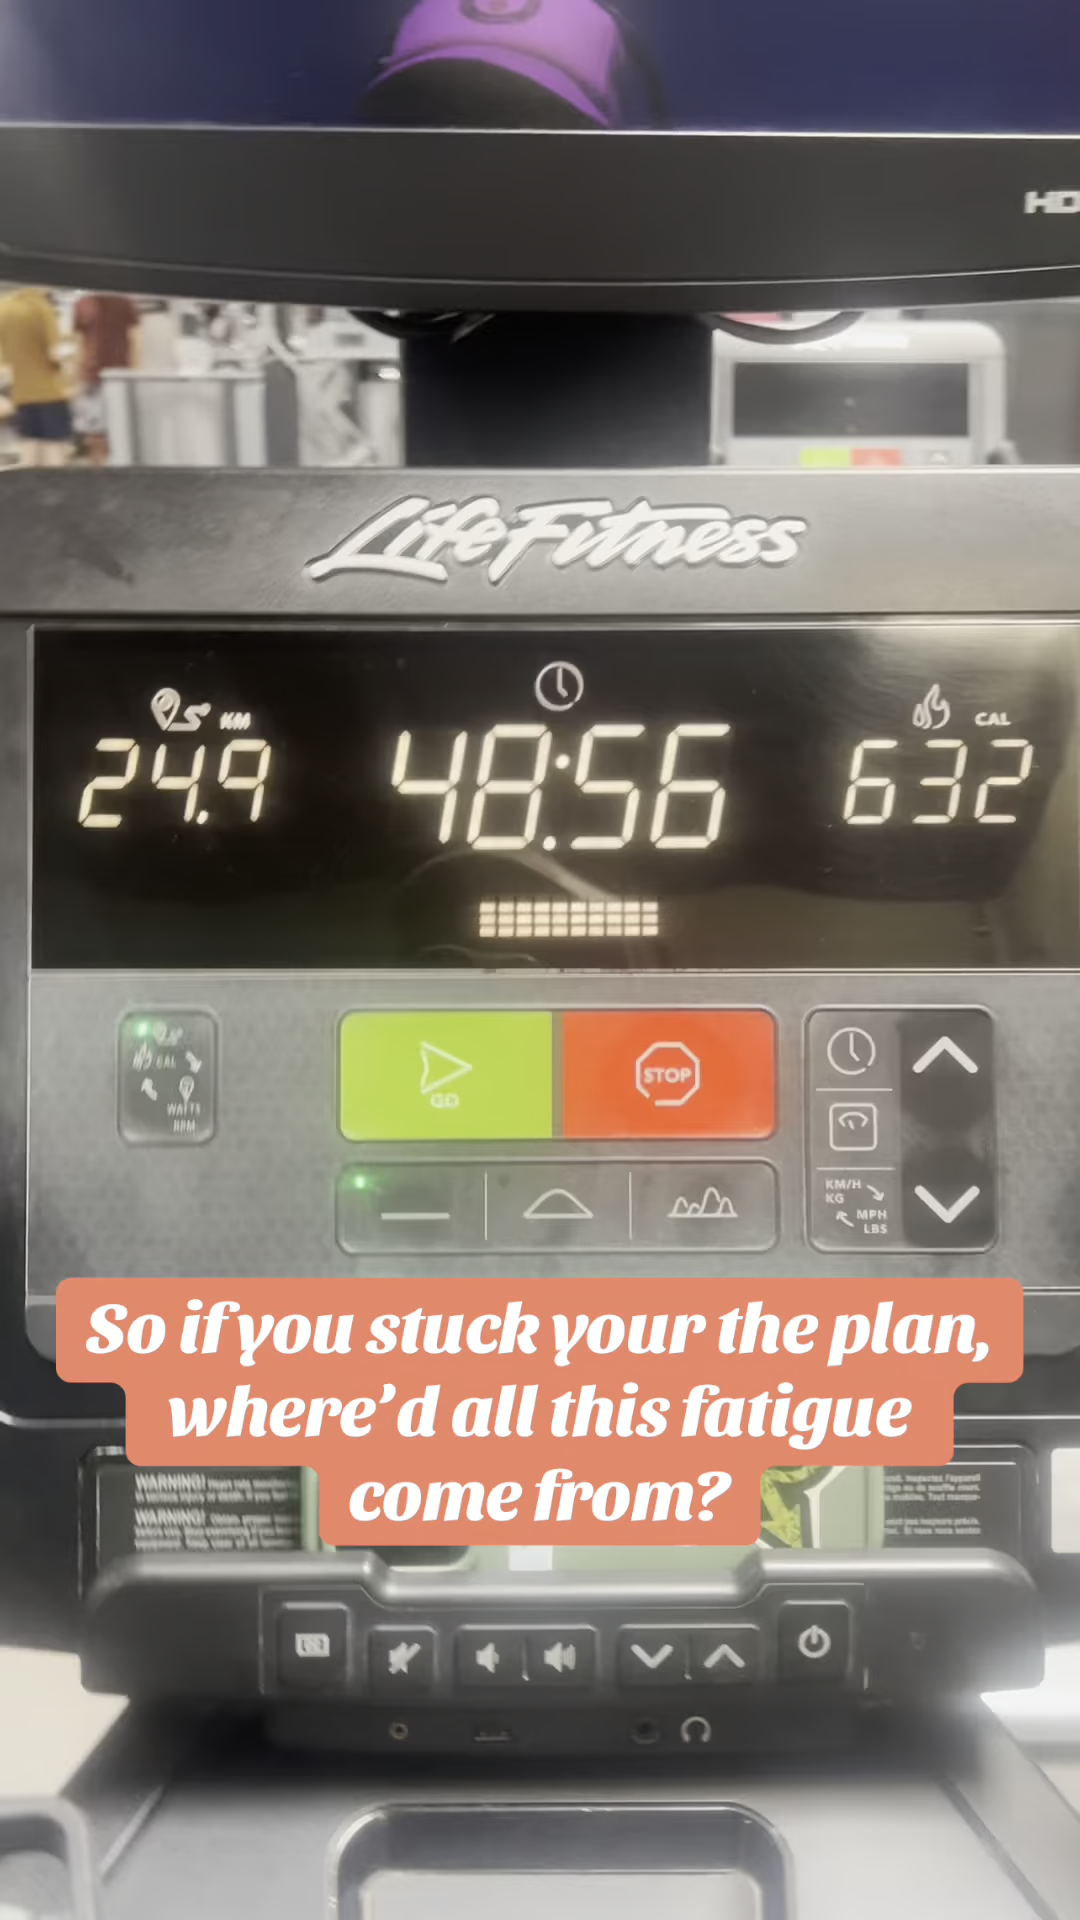 HD
LifeFitness
KM
CAL
24.9
48:56
632
CAL
WATTS
RPM
GO
STOP
KM/H
KG
MPH
LBS
So if you stuck your the plan,
where'd all this fatigue
come from?
WARNING!
WARNING!